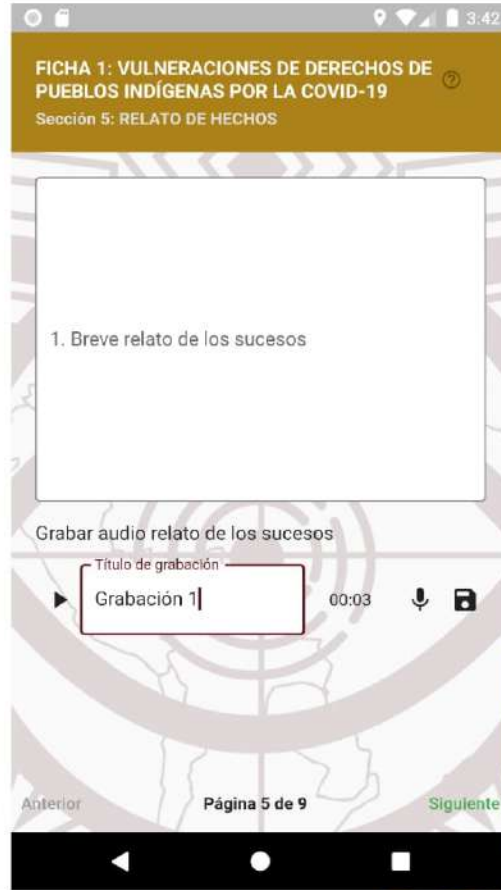 3:42
FICHA 1: VULNERACIONES DE DERECHOS DE
PUEBLOS INDÍGENAS POR LA COVID-19
Sección 5: RELATO DE HECHOS
1. Breve relato de los sucesos
Grabar audio relato de los sucesos
Título de grabación
Grabación 1
00:03
Anterior
Página 5 de 9
Siguiente